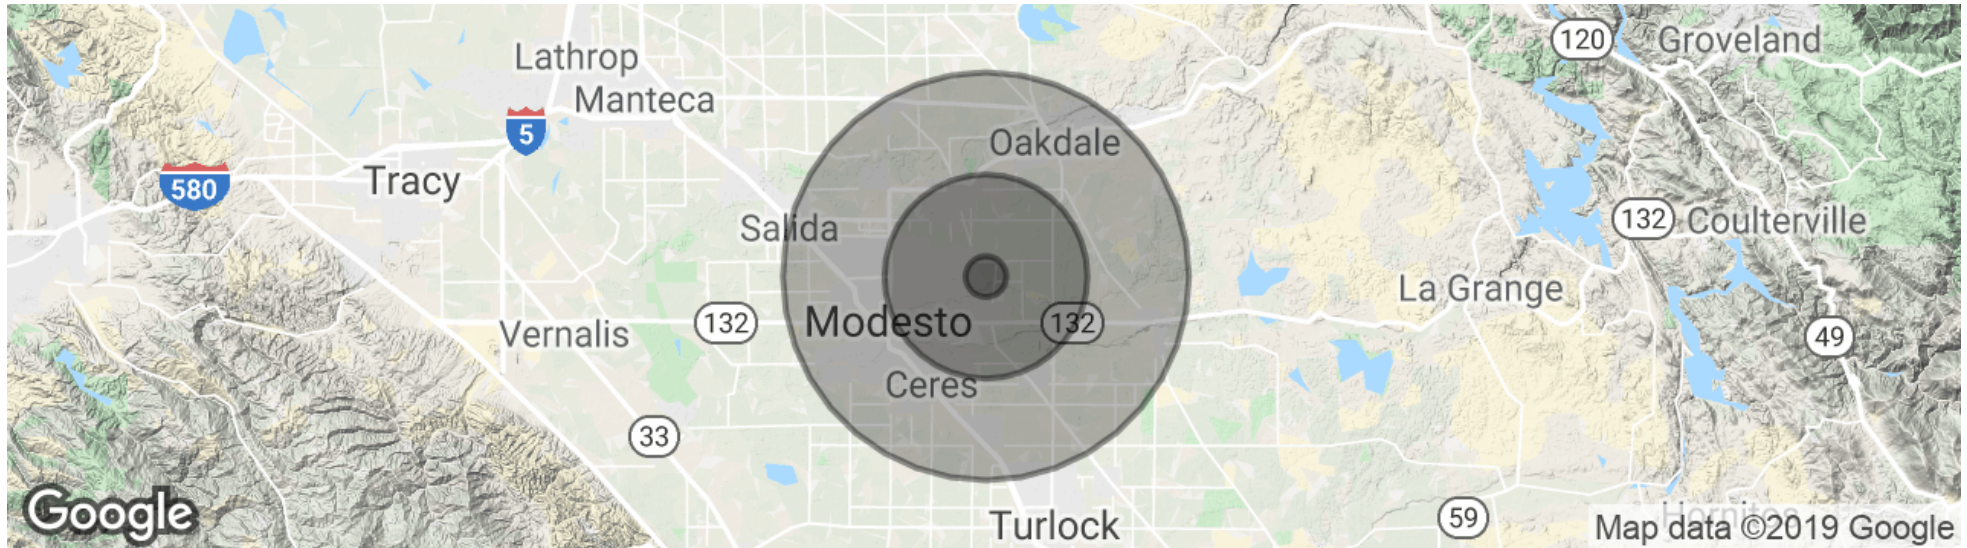 120
Groveland
Lathrop
Manteca
5
Oakdale
580
Tracy
Salida
132
Coulterville
La Grange
132
Modesto
132
Vernalis
49
Ceres
33
Google
Turlock
59
Hornitos
Map data ©2019 Google